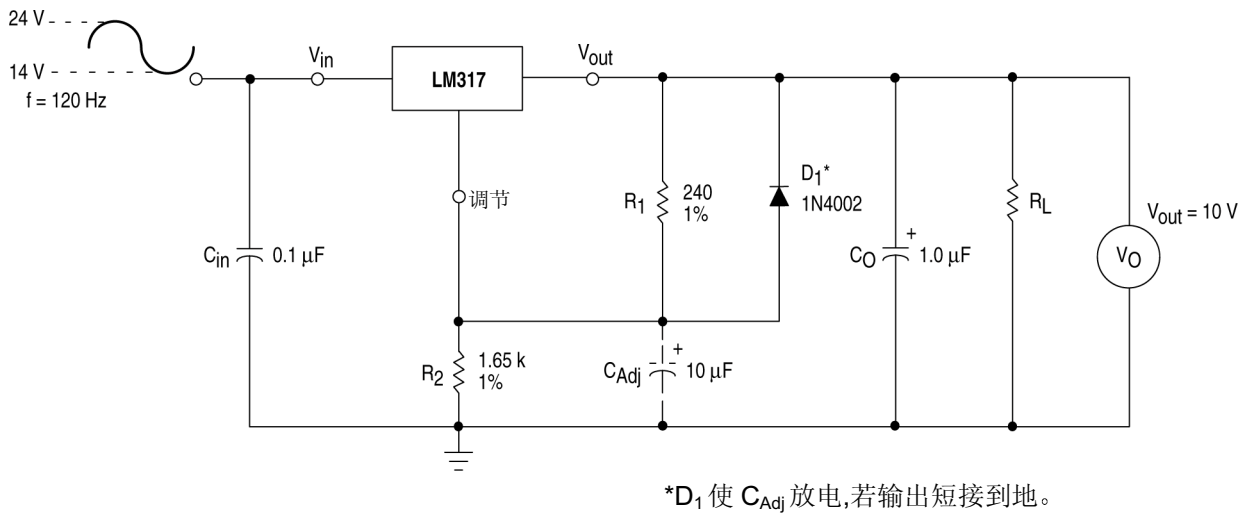 24 V
14 V
f = 120 Hz
Vin
LM317
Vout
调节
Cin 0.1 µF
R1 240
1%
D1*
1N4002
CO + 1.0 µF
RL
Vout = 10 V
VO
R2 1.65 k
1%
CAdj + 10 µF
*D1 使 CAdj 放电,若输出短接到地。